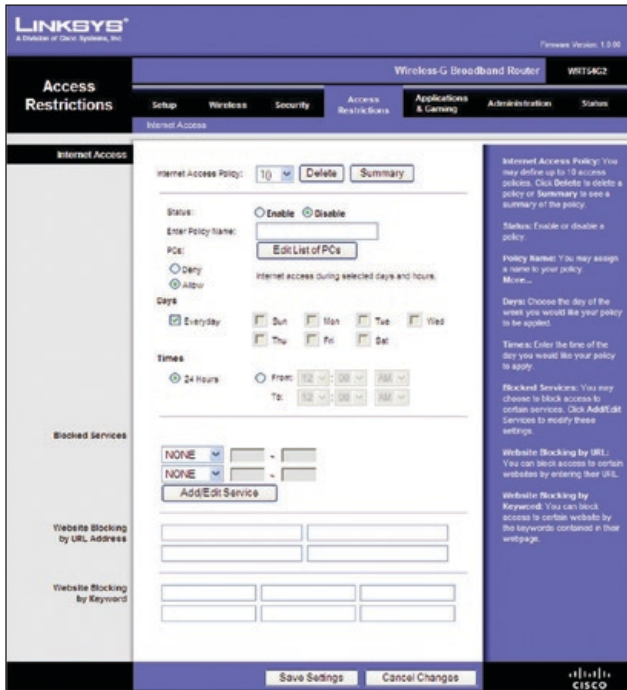 LINKSYS®
A Division of Cisco Systems, Inc.
Firmware Version: 1.0.00
Wireless-G Broadband Router WRT54G2
Access Restrictions
Setup Wireless Security Access Restrictions Applications & Gaming Administration Status
Internet Access
Internet Access
Internet Access Policy: 10 Delete Summary
Status: Enable Disable
Enter Policy Name:
PCs: Edit List of PCs
Deny
Allow
Internet access during selected days and hours.
Days
Everyday Sun Mon Tue Wed
Thu Fri Sat
Times
24 Hours From: 12 : 00 AM
To: 12 : 00 AM
Blocked Services
NONE ~
NONE ~
Add/Edit Service
Website Blocking
by URL Address
Website Blocking
by Keyword
Save Settings Cancel Changes
Internet Access Policy: You
may define up to 10 access
policies. Click Delete to delete a
policy or Summary to see a
summary of the policy.
Status: Enable or disable a
policy.
Policy Name: You may assign
a name to your policy.
More...
Days: Choose the day of the
week you would like your policy
to be applied.
Times: Enter the time of the
day you would like your policy
to apply.
Blocked Services: You may
choose to block access to
certain services. Click Add/Edit
Services to modify these
settings.
Website Blocking by URL:
You can block access to certain
websites by entering their URL.
Website Blocking by
Keyword: You can block
access to certain website by
the keywords contained in their
webpage.
CISCO